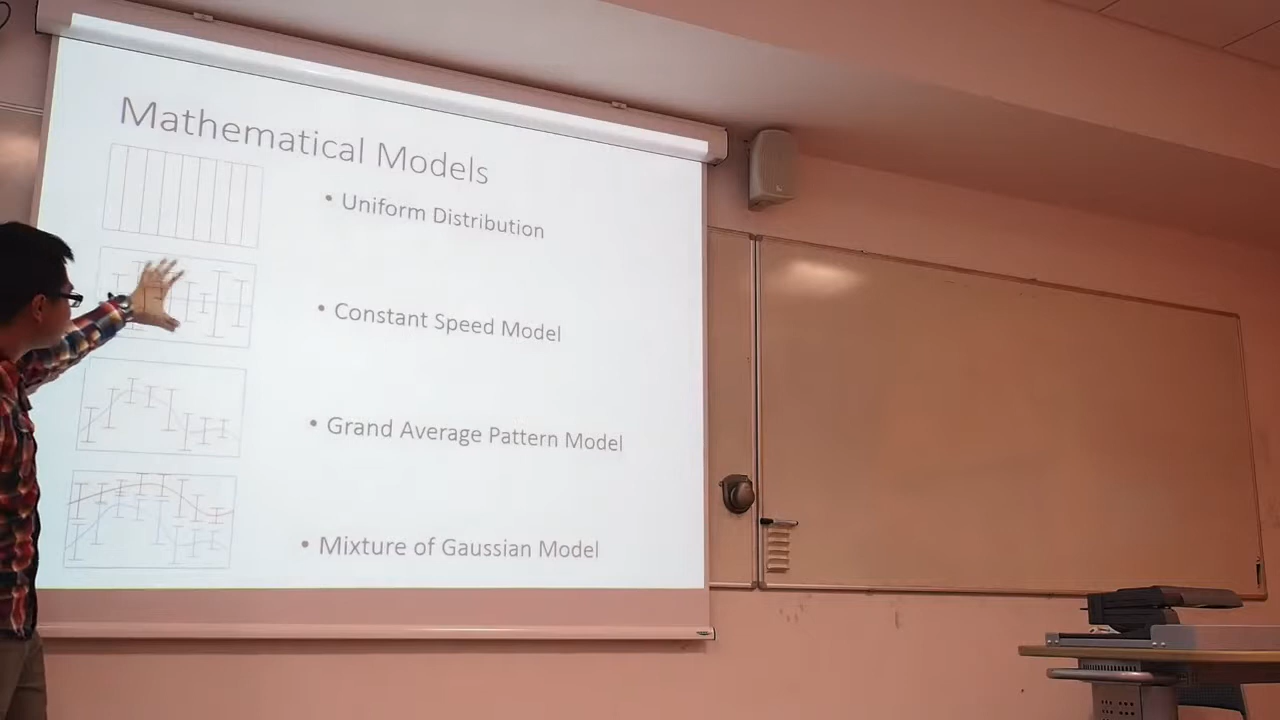 Mathematical Models
• Uniform Distribution
• Constant Speed Model
• Grand Average Pattern Model
• Mixture of Gaussian Model